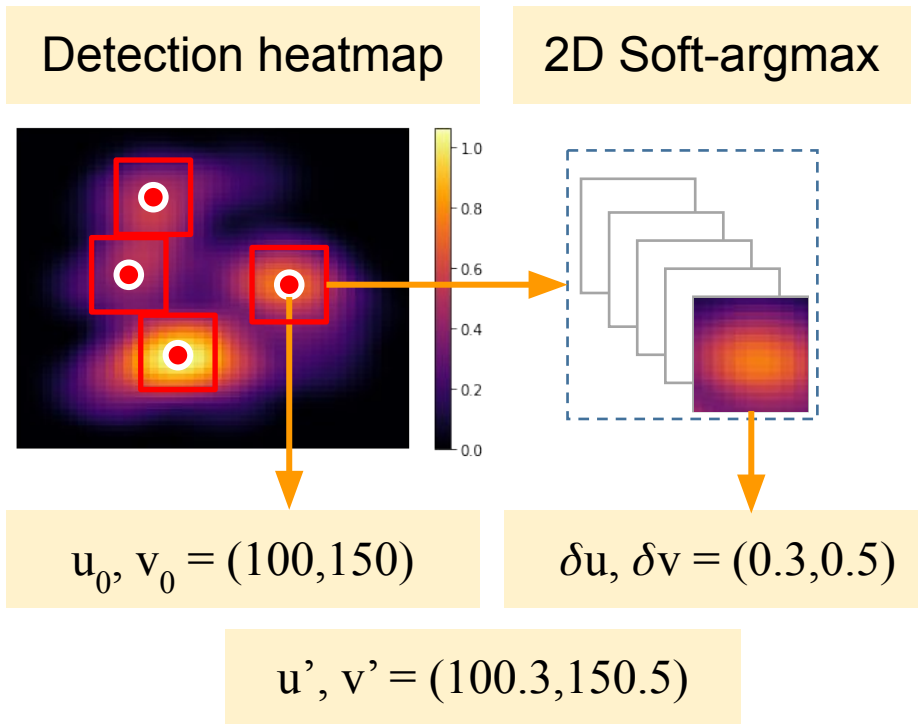 Detection heatmap
2D Soft-argmax
1.0
0.8
0.6
0.4
0.2
0.0
u₀, v₀ = (100,150)
δu, δv = (0.3,0.5)
u’, v’ = (100.3,150.5)